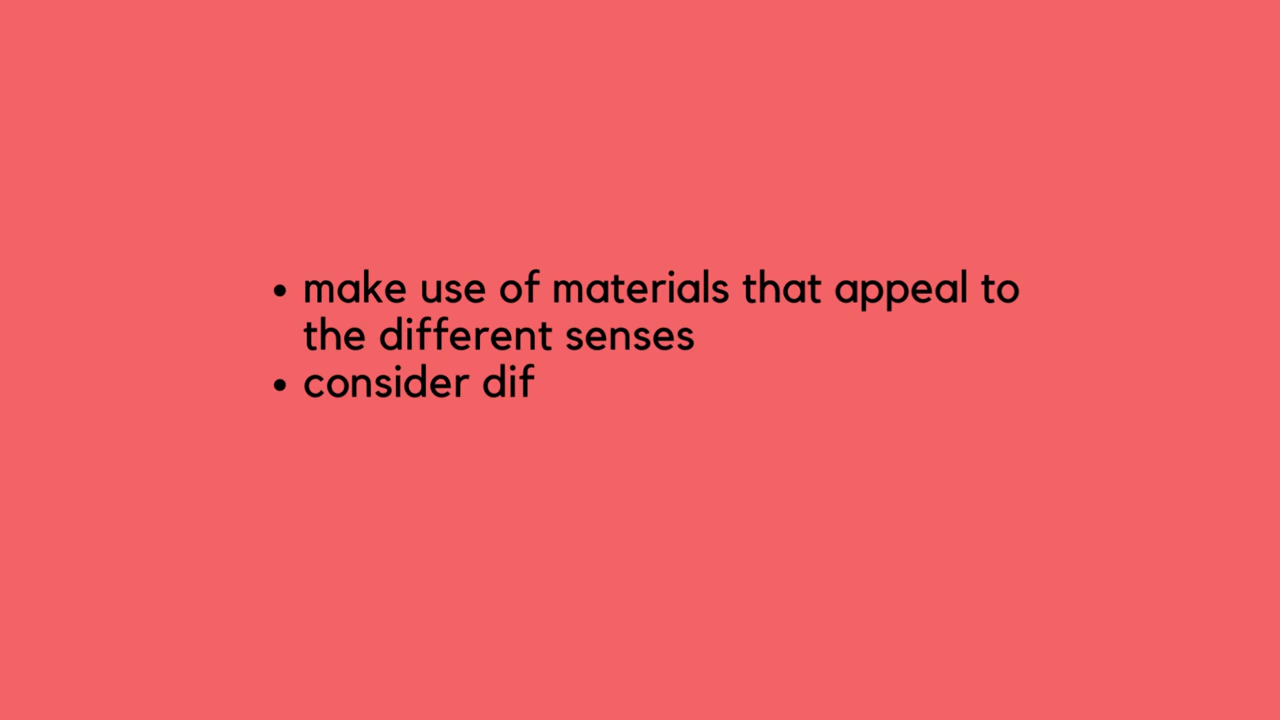 • make use of materials that appeal to
the different senses
• consider dif